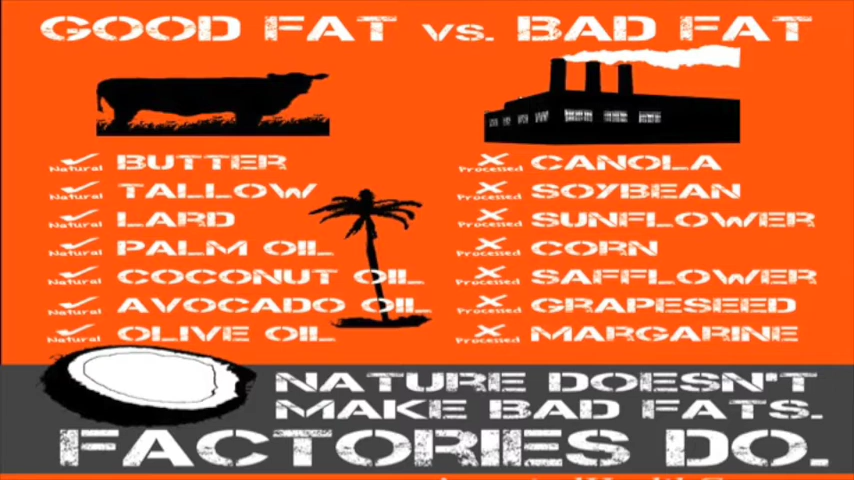 GOOD FAT vs. BAD FAT
Natural BUTTER
Natural TALLOW
Natural LARD
Natural PALM OIL
Natural COCONUT OIL
Natural AVOCADO OIL
Natural OLIVE OIL
Processed CANOLA
Processed SOYBEAN
Processed SUNFLOWER
Processed CORN
Processed SAFFLOWER
Processed GRAPESEED
Processed MARGARINE
NATURE DOESN'T
MAKE BAD FATS.
FACTORIES DO.